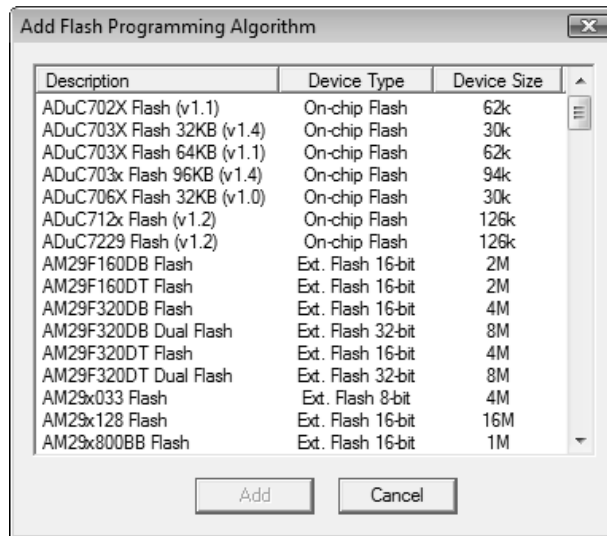 Add Flash Programming Algorithm
Description Device Type Device Size
ADuC702X Flash (v1.1) On-chip Flash 62k
ADuC703X Flash 32KB (v1.4) On-chip Flash 30k
ADuC703X Flash 64KB (v1.1) On-chip Flash 62k
ADuC703x Flash 96KB (v1.4) On-chip Flash 94k
ADuC706X Flash 32KB (v1.0) On-chip Flash 30k
ADuC712x Flash (v1.2) On-chip Flash 126k
ADuC7229 Flash (v1.2) On-chip Flash 126k
AM29F160DB Flash Ext. Flash 16-bit 2M
AM29F160DT Flash Ext. Flash 16-bit 2M
AM29F320DB Flash Ext. Flash 16-bit 4M
AM29F320DB Dual Flash Ext. Flash 32-bit 8M
AM29F320DT Flash Ext. Flash 16-bit 4M
AM29F320DT Dual Flash Ext. Flash 32-bit 8M
AM29x033 Flash Ext. Flash 8-bit 4M
AM29x128 Flash Ext. Flash 16-bit 16M
AM29x800BB Flash Ext. Flash 16-bit 1M
Add Cancel